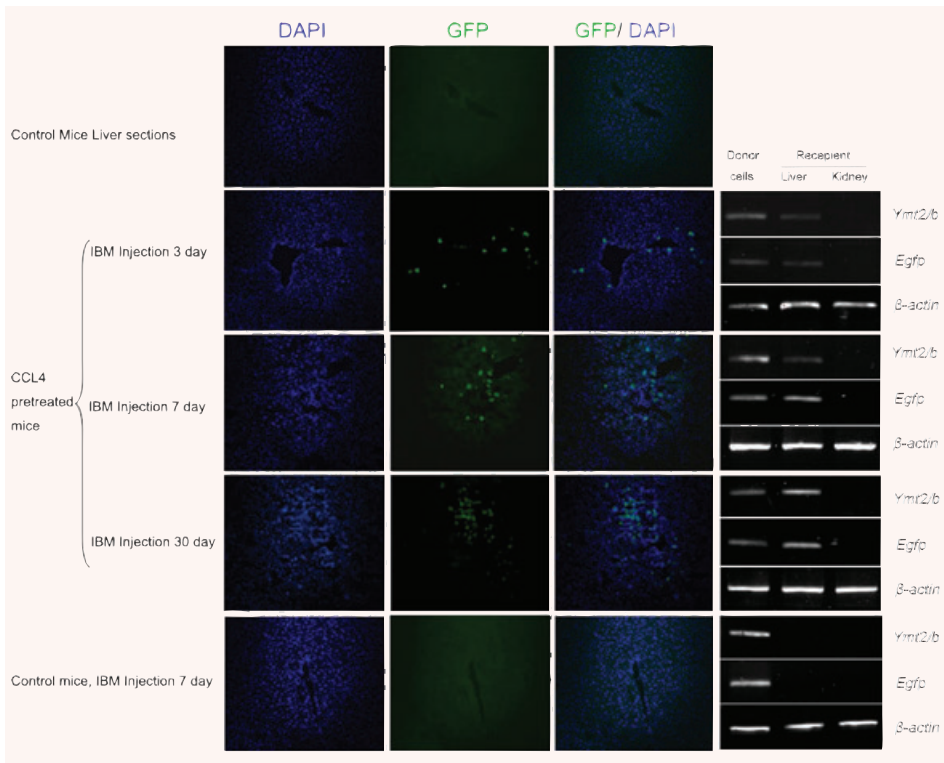 DAPI GFP GFP/ DAPI
Control Mice Liver sections
Donor cells
Recepient
Liver Kidney
CCL4 pretreated mice
IBM Injection 3 day
Ymt2/b
Egfp
β-actin
IBM Injection 7 day
Ymt2/b
Egfp
β-actin
IBM Injection 30 day
Ymt2/b
Egfp
β-actin
Control mice, IBM Injection 7 day
Ymt2/b
Egfp
β-actin